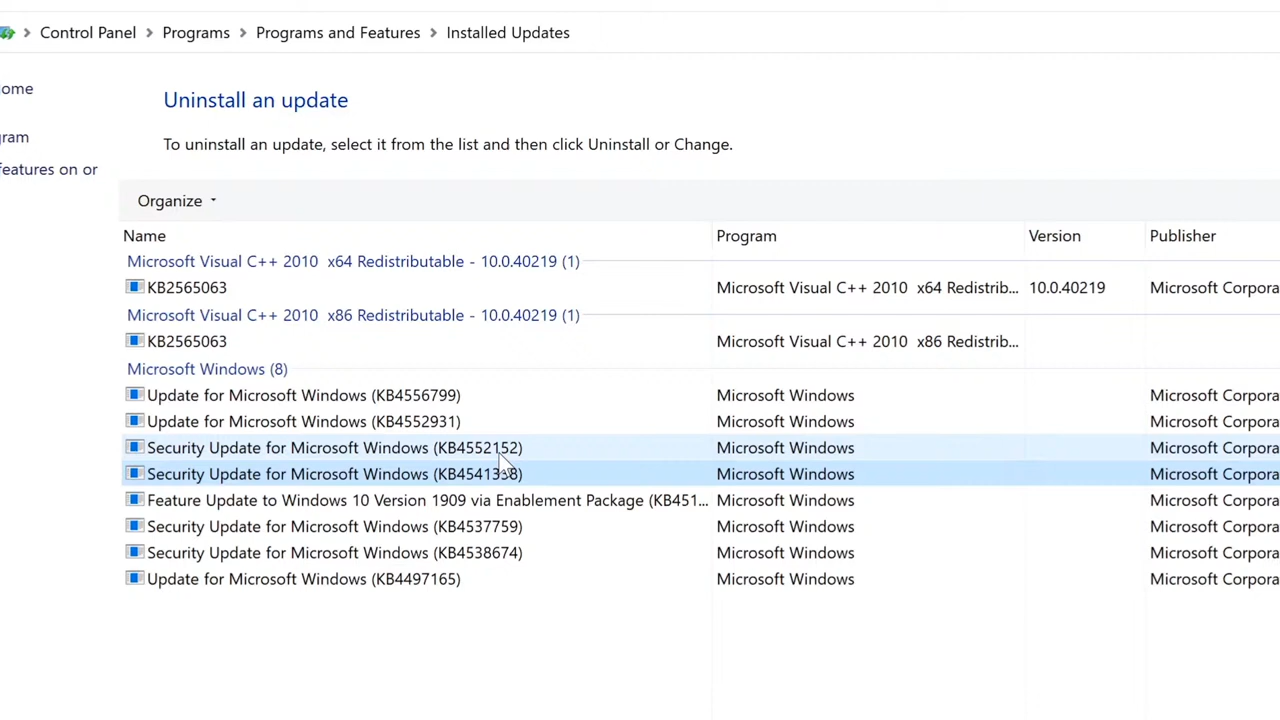 Control Panel > Programs > Programs and Features > Installed Updates
ome
Uninstall an update
gram
To uninstall an update, select it from the list and then click Uninstall or Change.
features on or
Organize
Name Program Version Publisher
Microsoft Visual C++ 2010 x64 Redistributable - 10.0.40219 (1)
KB2565063 Microsoft Visual C++ 2010 x64 Redistrib... 10.0.40219 Microsoft Corpora
Microsoft Visual C++ 2010 x86 Redistributable - 10.0.40219 (1)
KB2565063 Microsoft Visual C++ 2010 x86 Redistrib...
Microsoft Windows (8)
Update for Microsoft Windows (KB4556799) Microsoft Windows Microsoft Corpora
Update for Microsoft Windows (KB4552931) Microsoft Windows Microsoft Corpora
Security Update for Microsoft Windows (KB4552152) Microsoft Windows Microsoft Corpora
Security Update for Microsoft Windows (KB4541338) Microsoft Windows Microsoft Corpora
Feature Update to Windows 10 Version 1909 via Enablement Package (KB451... Microsoft Windows Microsoft Corpora
Security Update for Microsoft Windows (KB4537759) Microsoft Windows Microsoft Corpora
Security Update for Microsoft Windows (KB4538674) Microsoft Windows Microsoft Corpora
Update for Microsoft Windows (KB4497165) Microsoft Windows Microsoft Corpora